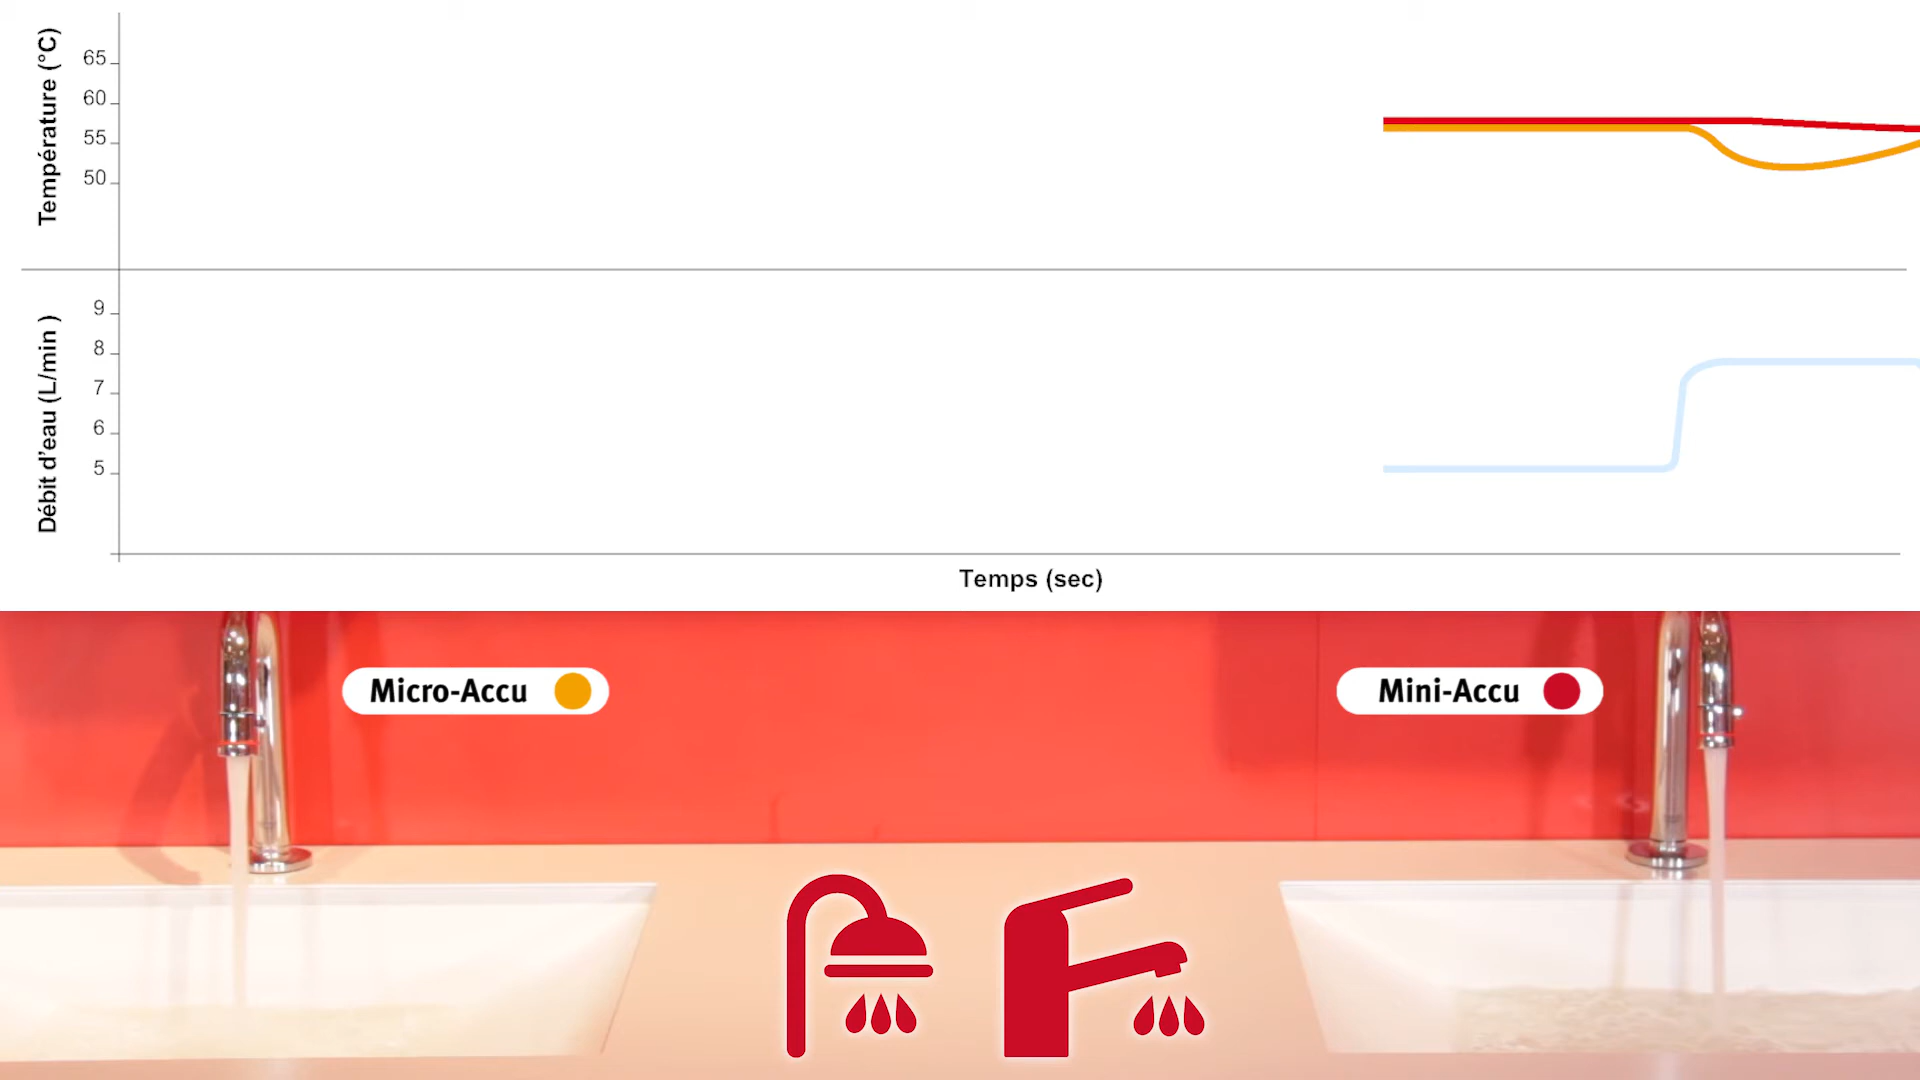 Température (°C)
65
60
55
50
Débit d'eau (L/min )
9
8
7
6
5
Temps (sec)
Micro-Accu
Mini-Accu